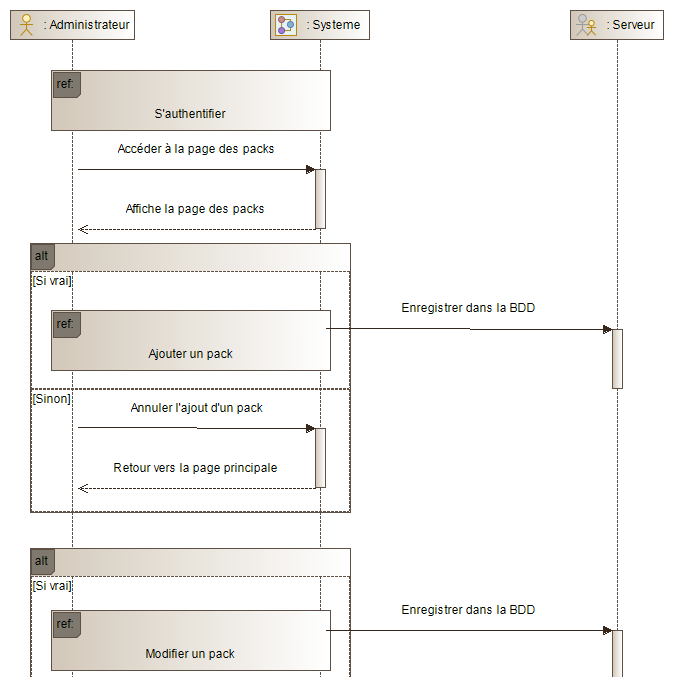 : Administrateur
: Systeme
: Serveur
ref:
S'authentifier
Accéder à la page des packs
Affiche la page des packs
alt
[Si vrai]
Enregistrer dans la BDD
ref:
Ajouter un pack
[Sinon]
Annuler l'ajout d'un pack
Retour vers la page principale
alt
[Si vrai]
Enregistrer dans la BDD
ref:
Modifier un pack